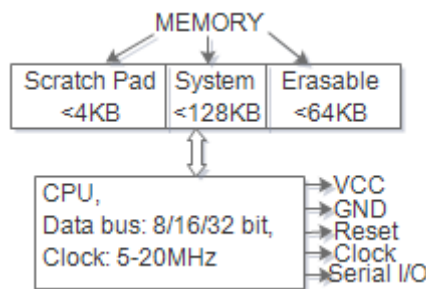 MEMORY
Scratch Pad
<4KB
System
<128KB
Erasable
<64KB
CPU,
Data bus: 8/16/32 bit,
Clock: 5-20MHz
VCC
GND
Reset
Clock
Serial I/O